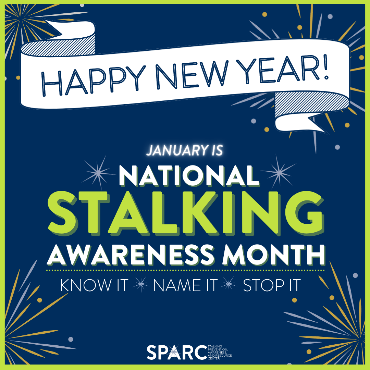 HAPPY NEW YEAR!
JANUARY IS
NATIONAL
STALKING
AWARENESS MONTH
KNOW IT NAME IT STOP IT
SPARC